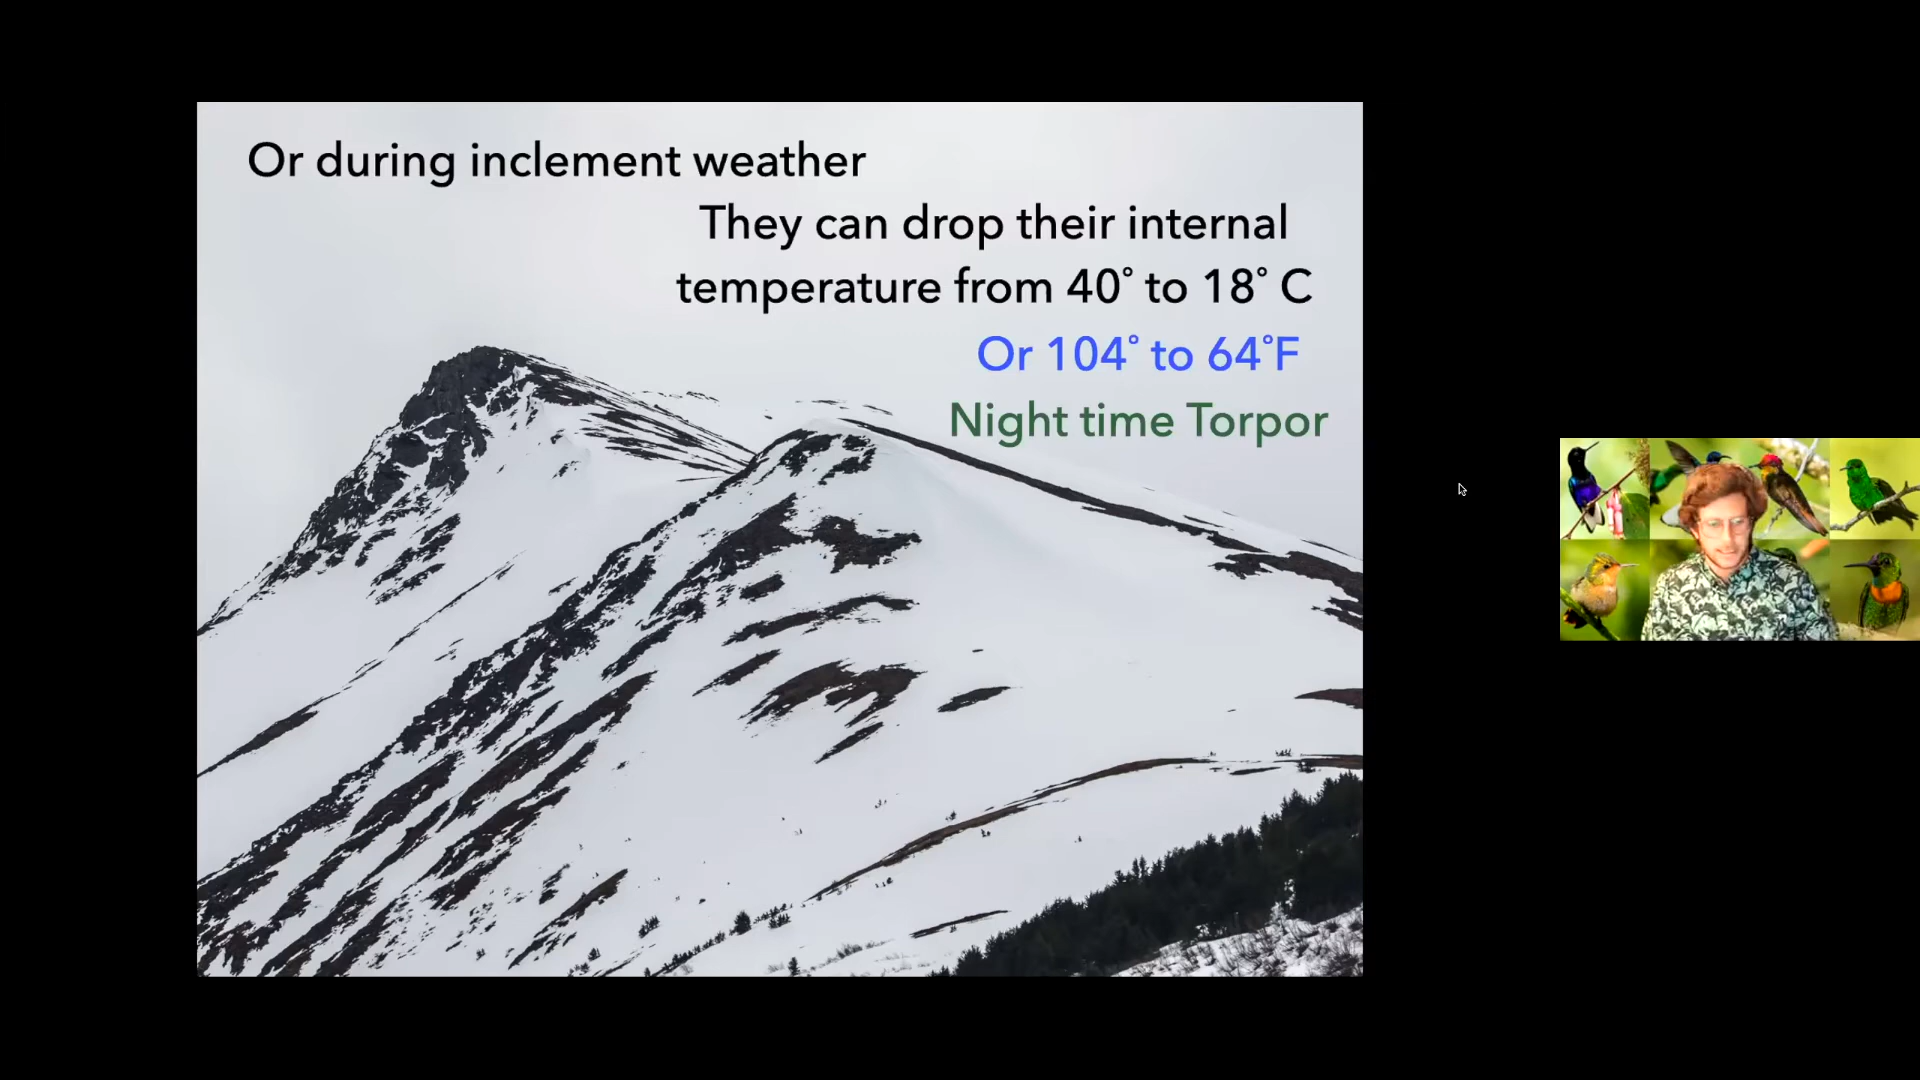 Or during inclement weather
They can drop their internal
temperature from 40° to 18° C
Or 104° to 64°F
Night time Torpor